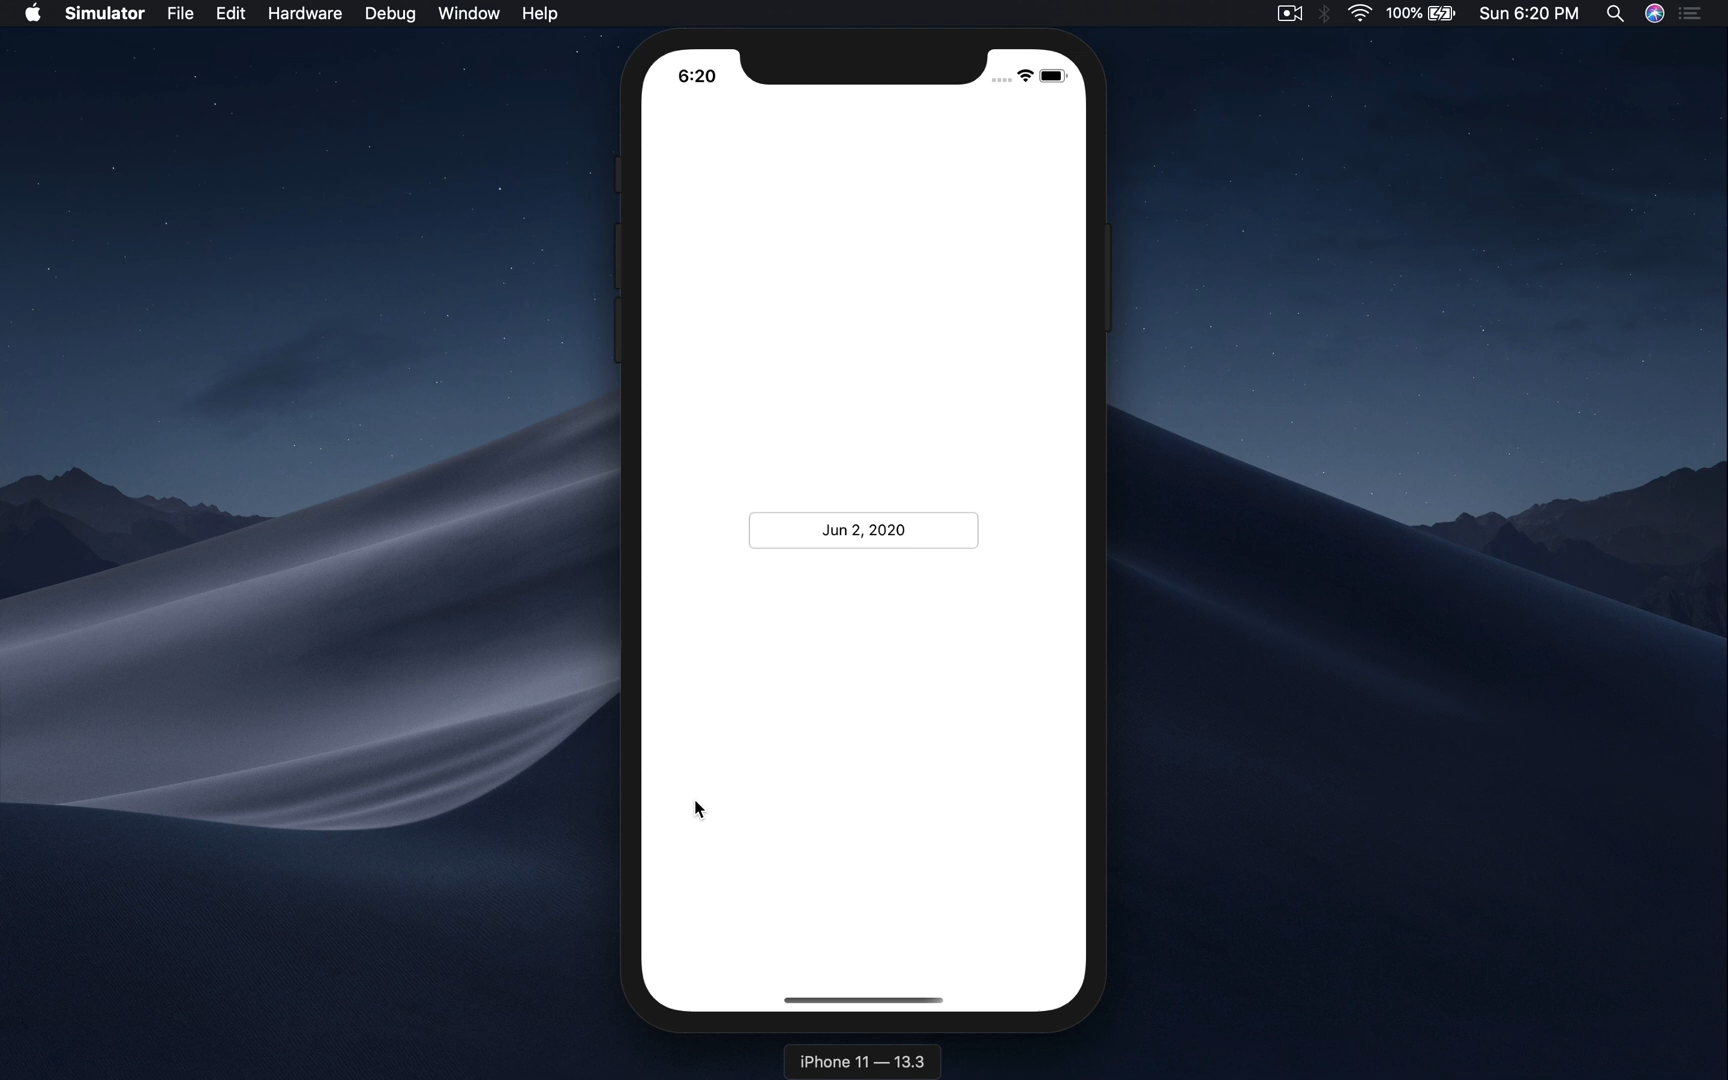 Simulator File Edit Hardware Debug Window Help 100% Sun 6:20 PM
6:20
Jun 2, 2020
iPhone 11 — 13.3